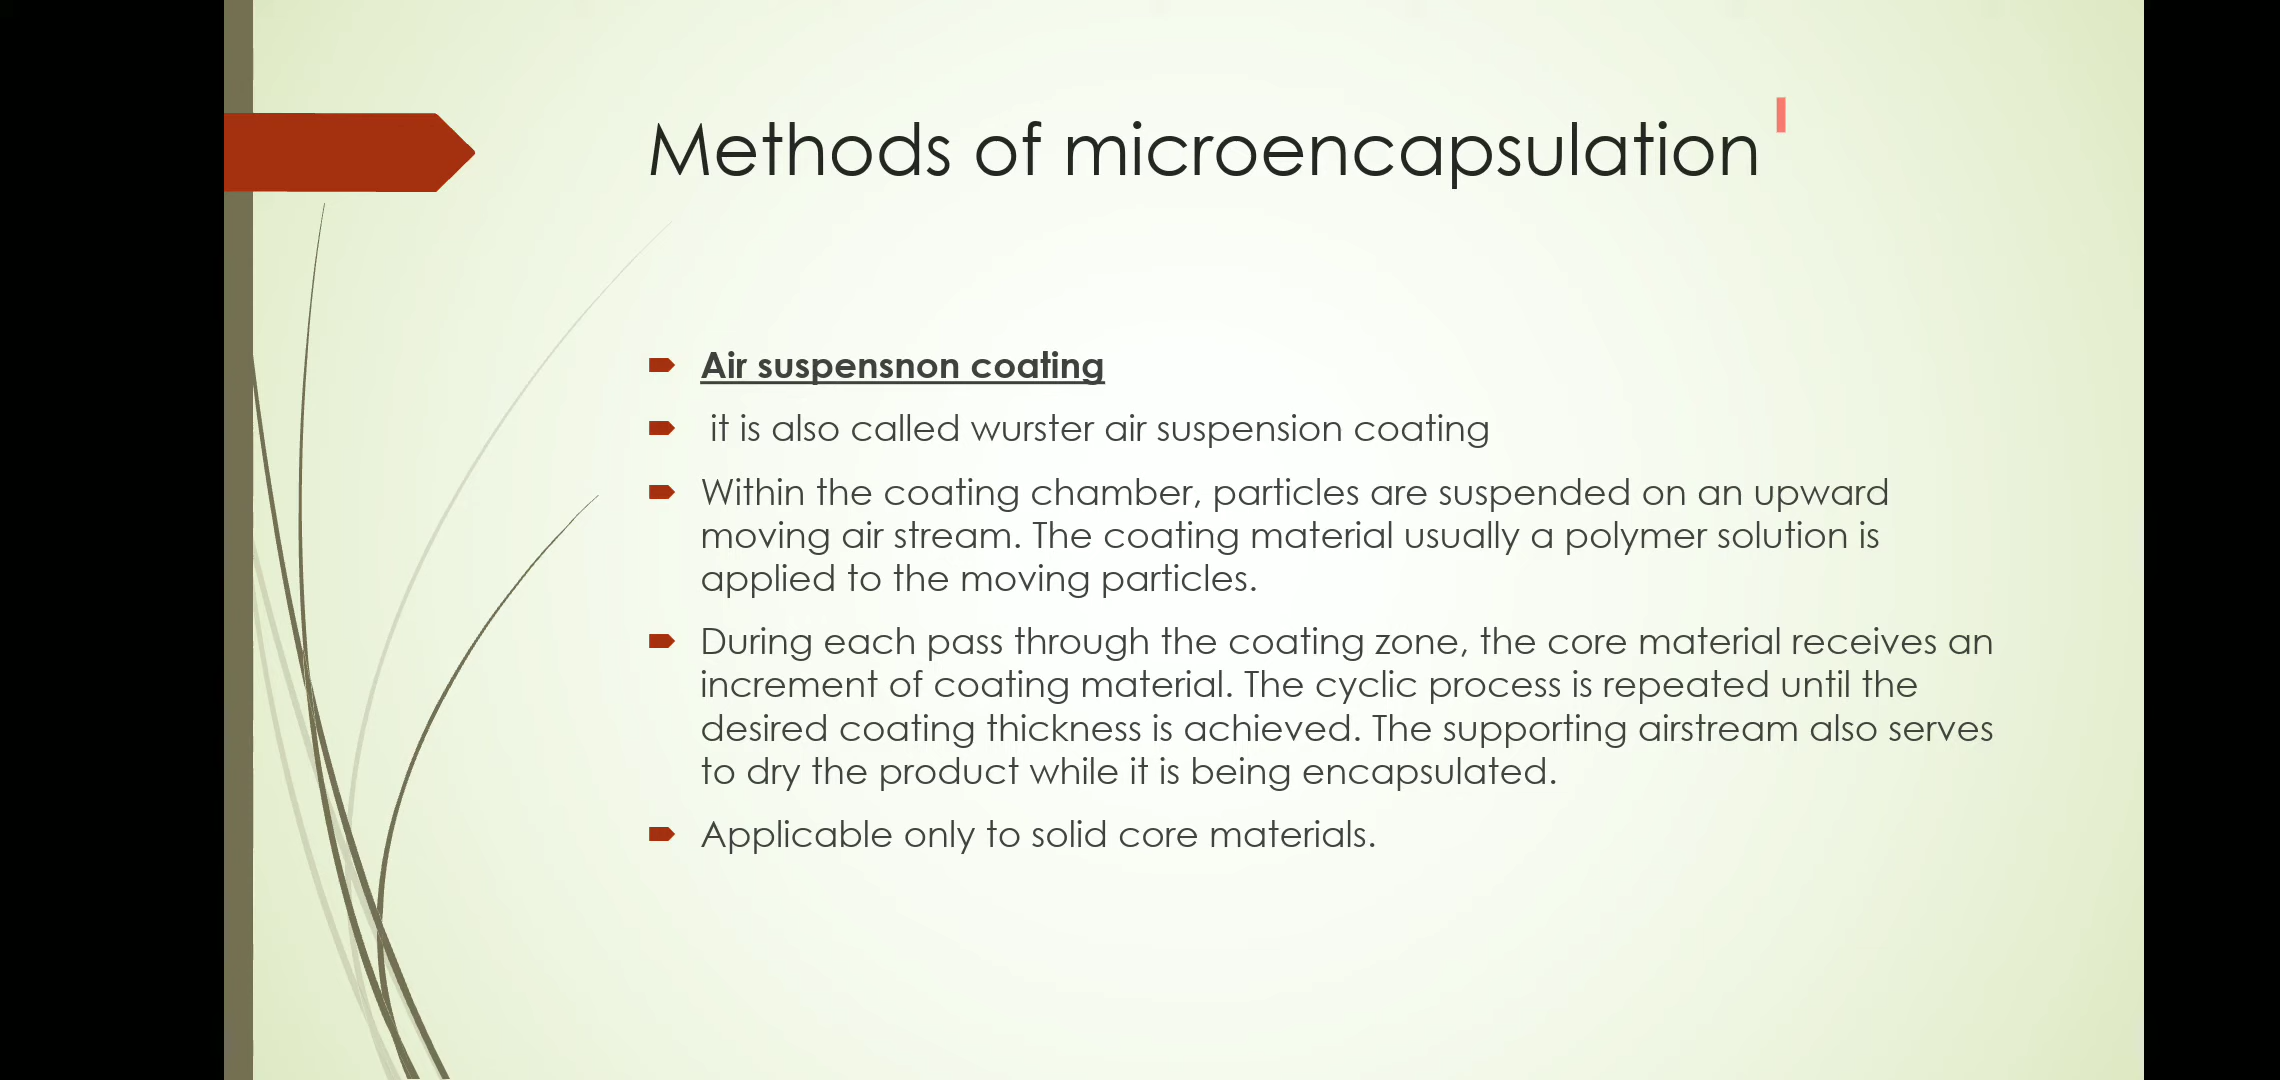 Methods of microencapsulation
Air suspensnon coating
it is also called wurster air suspension coating
Within the coating chamber, particles are suspended on an upward
moving air stream. The coating material usually a polymer solution is
applied to the moving particles.
During each pass through the coating zone, the core material receives an
increment of coating material. The cyclic process is repeated until the
desired coating thickness is achieved. The supporting airstream also serves
to dry the product while it is being encapsulated.
Applicable only to solid core materials.